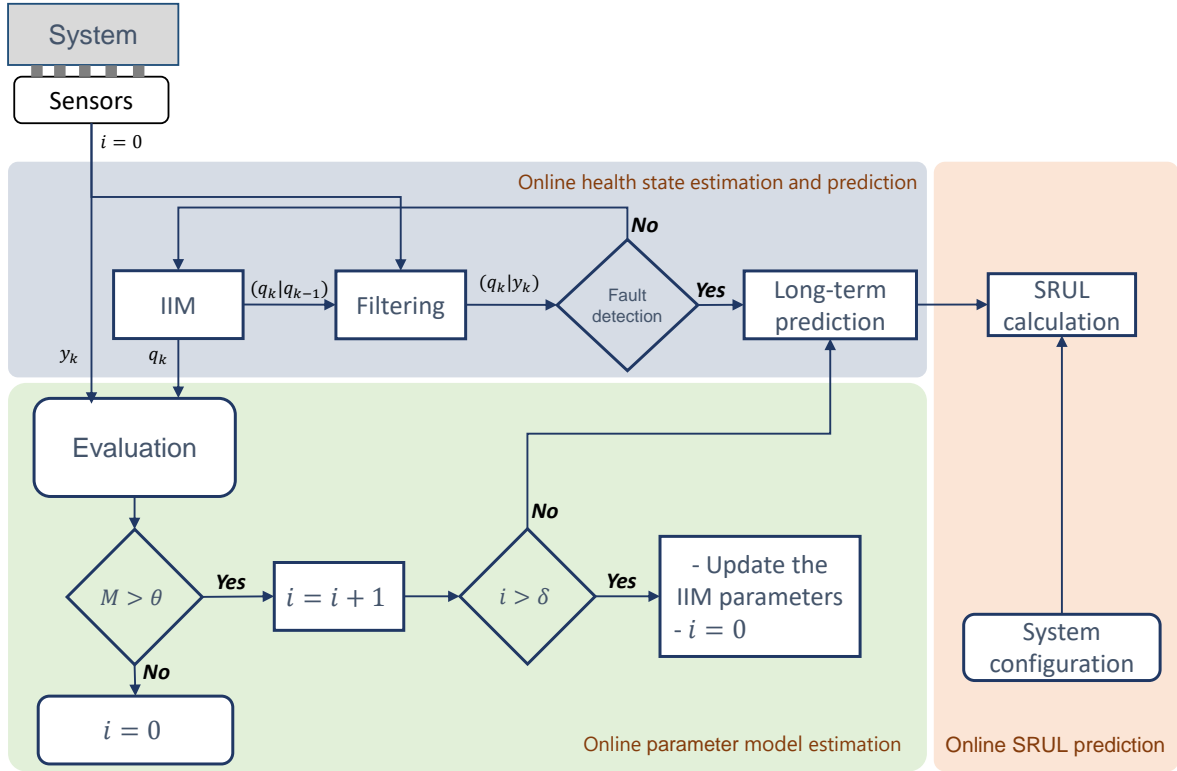 System
Sensors
i = 0
Online health state estimation and prediction
No
IIM
(q_k|q_{k-1})
Filtering
(q_k|y_k)
Fault
detection
Yes
Long-term
prediction
SRUL
calculation
y_k
q_k
Evaluation
No
M > θ
Yes
i = i + 1
i > δ
Yes
- Update the
IIM parameters
- i = 0
System
configuration
No
i = 0
Online parameter model estimation
Online SRUL prediction